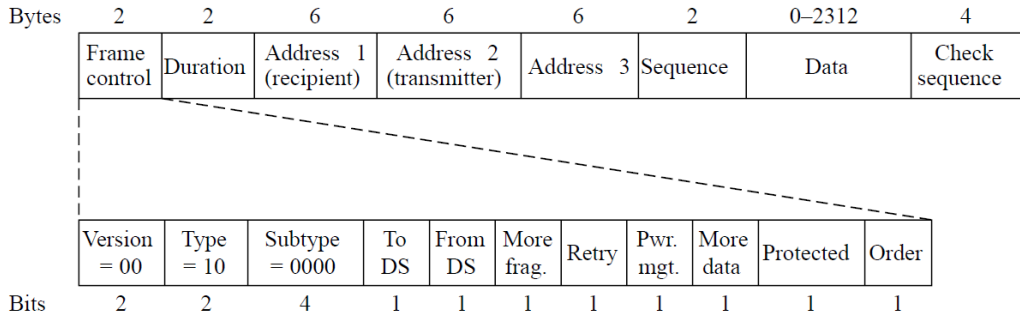 Bytes 2 2 6 6 6 2 0–2312 4
Frame control Duration Address 1 (recipient) Address 2 (transmitter) Address 3 Sequence Data Check sequence
Version = 00 Type = 10 Subtype = 0000 To DS From DS More frag. Retry Pwr. mgt. More data Protected Order
Bits 2 2 4 1 1 1 1 1 1 1 1